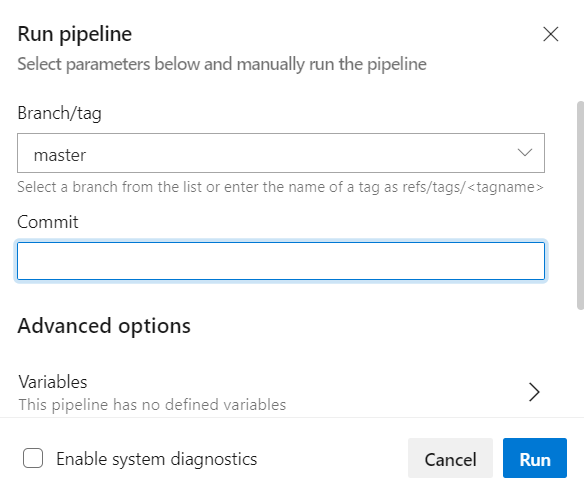 Run pipeline
Select parameters below and manually run the pipeline
Branch/tag
master
Select a branch from the list or enter the name of a tag as refs/tags/<tagname>
Commit
Advanced options
Variables
This pipeline has no defined variables
Enable system diagnostics
Cancel
Run